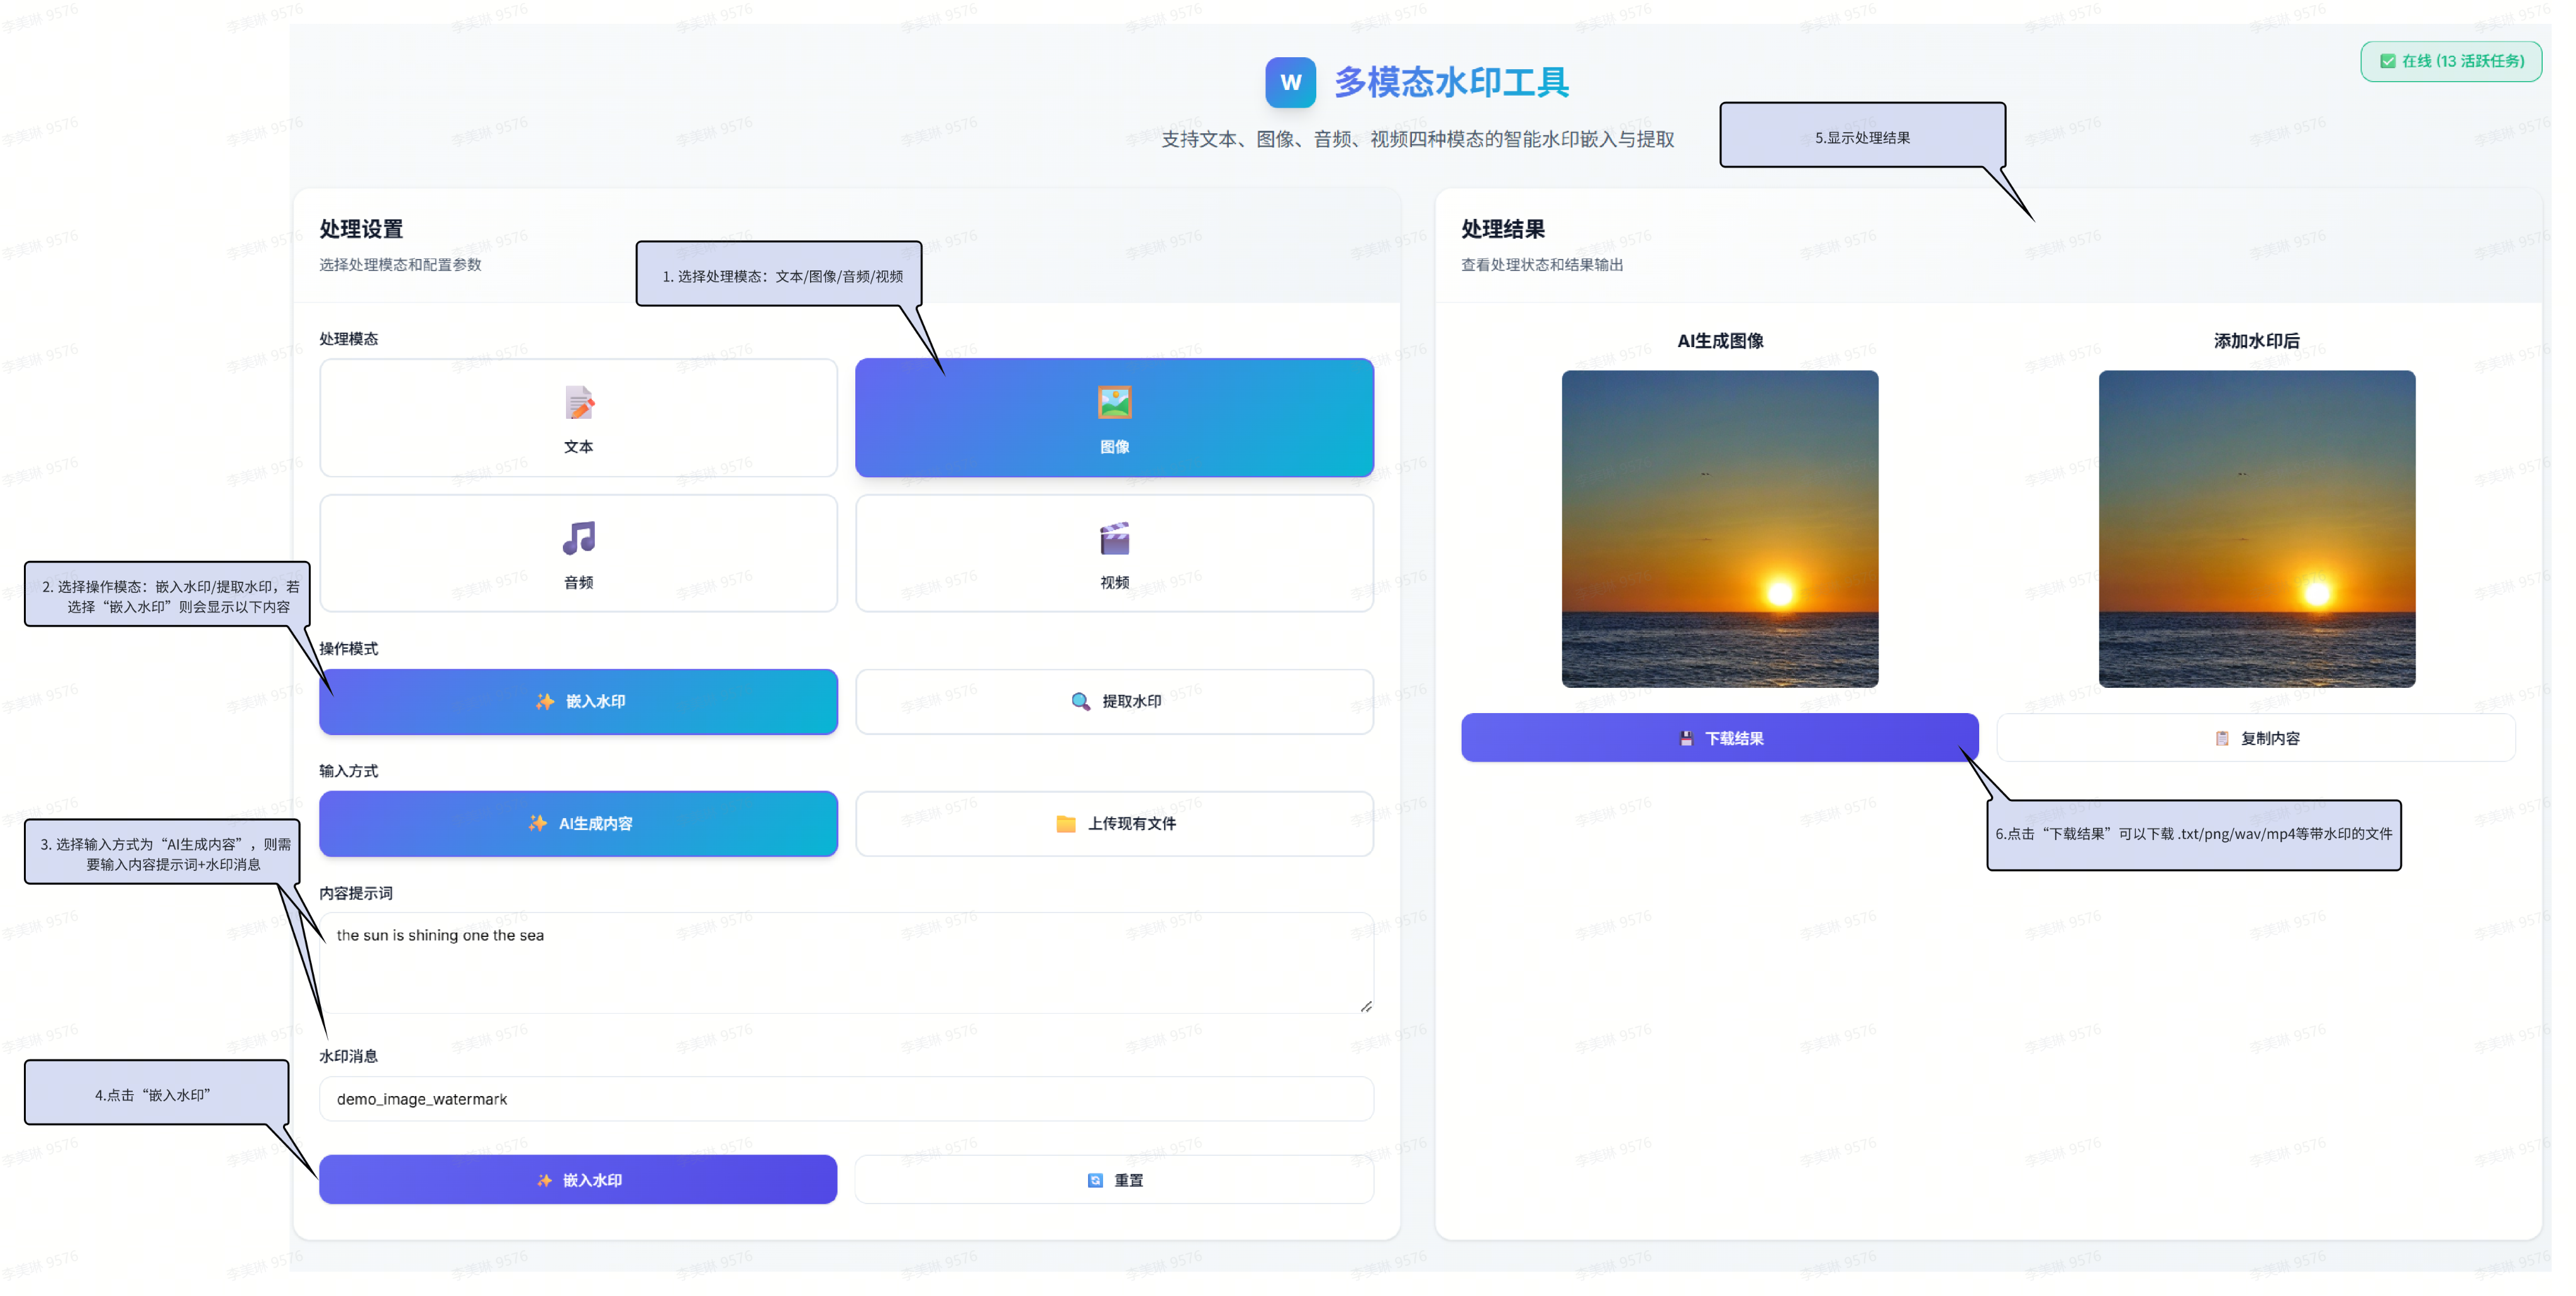 W 多模态水印工具
支持文本、图像、音频、视频四种模态的智能水印嵌入与提取
在线 (13 活跃任务)
5.显示处理结果
处理设置
选择处理模态和配置参数
1. 选择处理模态：文本/图像/音频/视频
处理模态
文本
图像
音频
视频
2. 选择操作模态：嵌入水印/提取水印，若
选择“嵌入水印”则会显示以下内容
操作模式
嵌入水印
提取水印
输入方式
AI生成内容
上传现有文件
3. 选择输入方式为“AI生成内容”，则需
要输入内容提示词+水印消息
内容提示词
the sun is shining one the sea
水印消息
demo_image_watermark
4.点击“嵌入水印”
嵌入水印
重置
处理结果
查看处理状态和结果输出
AI生成图像
添加水印后
下载结果
复制内容
6.点击“下载结果”可以下载 .txt/png/wav/mp4等带水印的文件
李美琳 9576